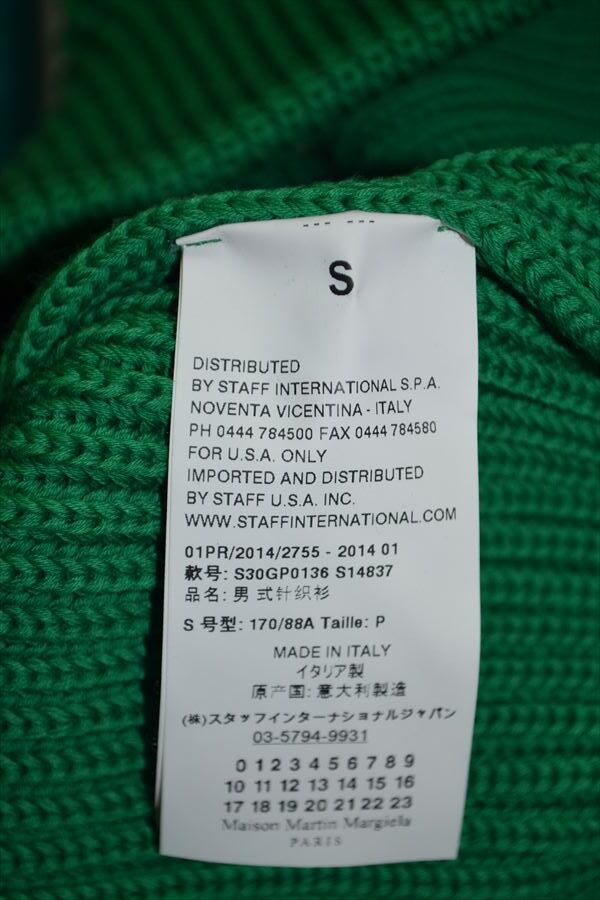 S
DISTRIBUTED
BY STAFF INTERNATIONAL S.P.A.
NOVENTA VICENTINA - ITALY
PH 0444 784500 FAX 0444 784580
FOR U.S.A. ONLY
IMPORTED AND DISTRIBUTED
BY STAFF U.S.A. INC.
WWW.STAFFINTERNATIONAL.COM
01PR/2014/2755 - 2014 01
款号: S30GP0136 S14837
品名: 男 式针织衫
S 号型: 170/88A Taille: P
MADE IN ITALY
イタリア製
原产国: 意大利製造
(株)スタッフインターナショナルジャパン
03-5794-9931
0 1 2 3 4 5 6 7 8 9
10 11 12 13 14 15 16
17 18 19 20 21 22 23
Maison Martin Margiela
PARIS